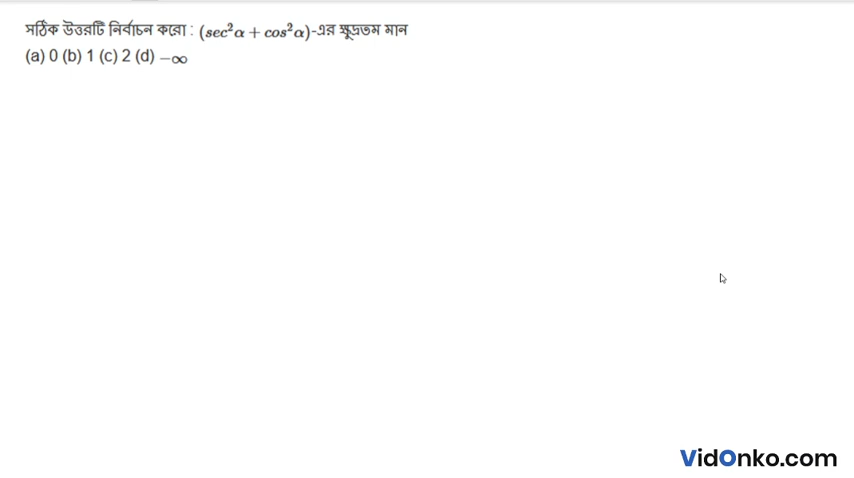 সঠিক উত্তরটি নির্বাচন করো : (sec²α + cos²α)-এর ক্ষুদ্রতম মান
(a) 0 (b) 1 (c) 2 (d) −∞
VidOnko.com